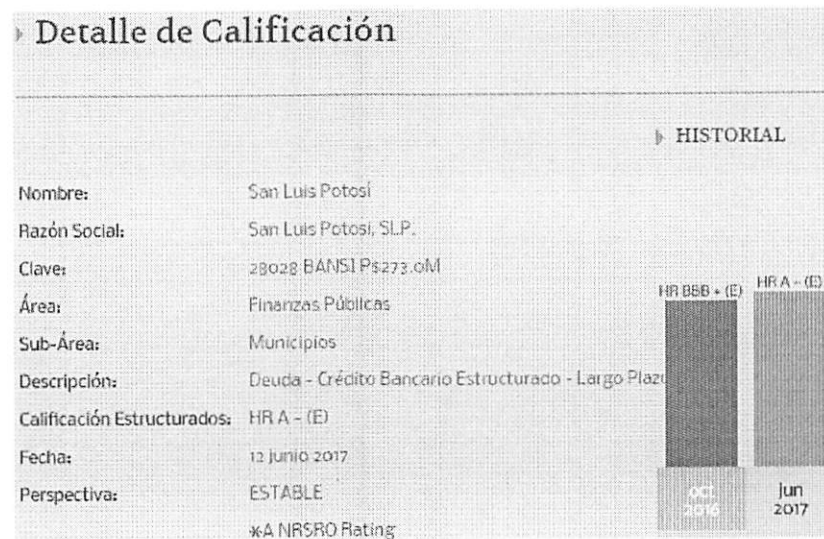 Detalle de Calificación
HISTORIAL
Nombre: San Luis Potosí
Razón Social: San Luis Potosí, S.L.P.
Clave: 28028 BANSI P$273.0M
Área: Finanzas Públicas
Sub-Área: Municipios
Descripción: Deuda - Crédito Bancario Estructurado - Largo Plazo
Calificación Estructurados: HR A - (E)
Fecha: 12 junio 2017
Perspectiva: ESTABLE
*A NRSRO Rating
HR BBB + (E) HR A - (E)
oct. 2016
jun 2017